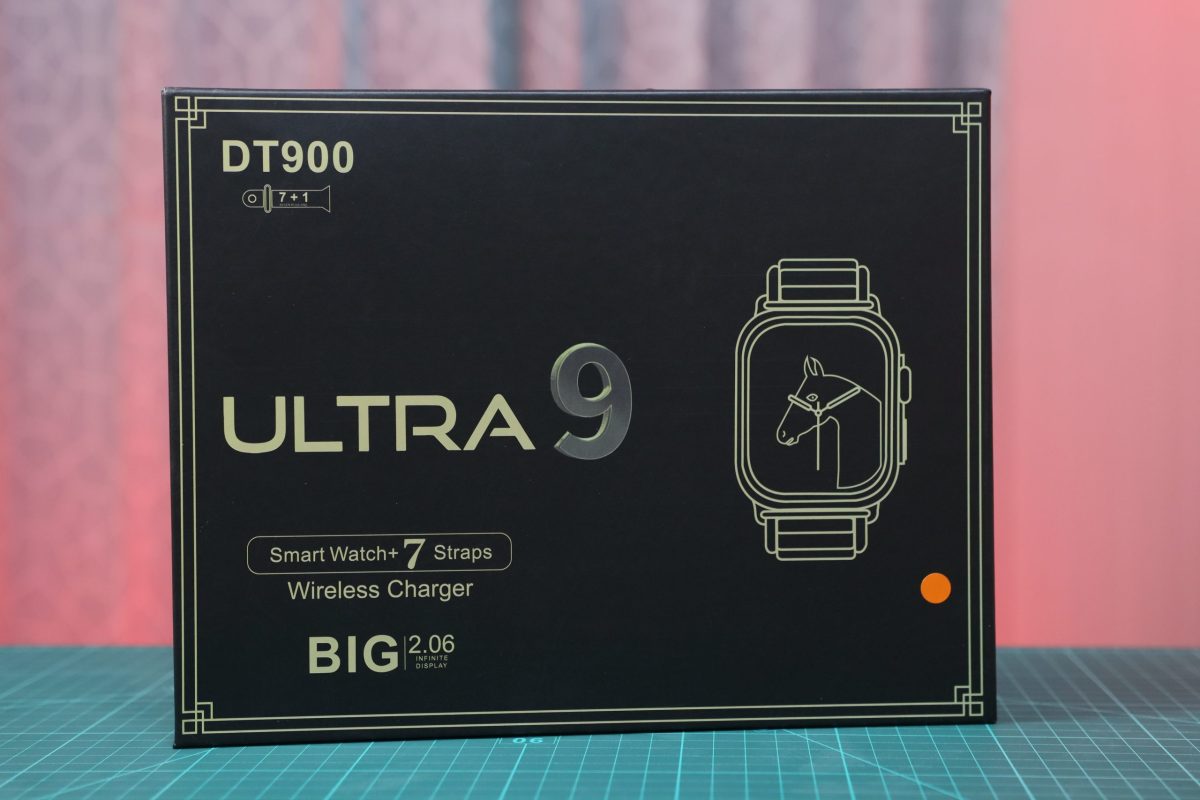 DT900
7 + 1
ULTRA 9
Smart Watch+ 7 Straps
Wireless Charger
BIG 2.06
INFINITE
DISPLAY